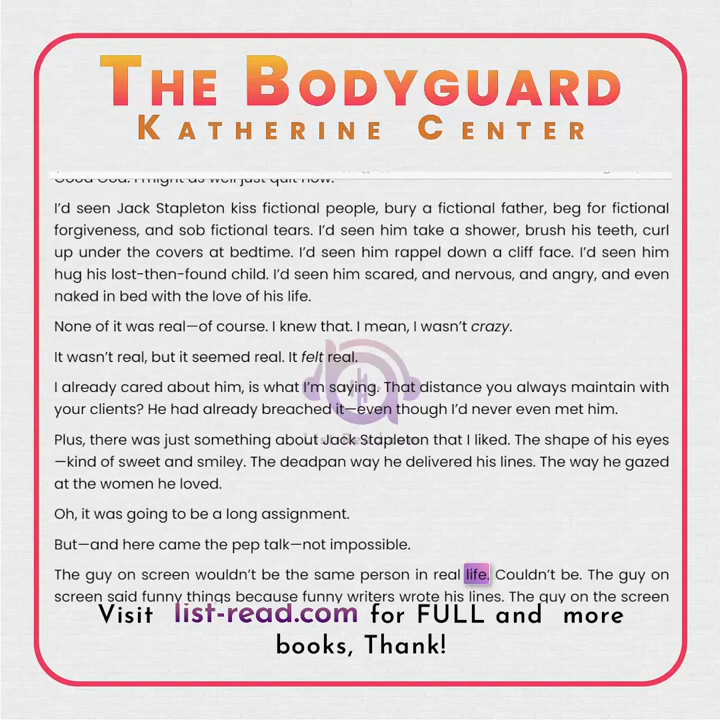 THE BODYGUARD
KATHERINE CENTER
Good God. I might as well just quit now.
I'd seen Jack Stapleton kiss fictional people, bury a fictional father, beg for fictional
forgiveness, and sob fictional tears. I'd seen him take a shower, brush his teeth, curl
up under the covers at bedtime. I'd seen him rappel down a cliff face. I'd seen him
hug his lost-then-found child. I'd seen him scared, and nervous, and angry, and even
naked in bed with the love of his life.
None of it was real—of course. I knew that. I mean, I wasn't crazy.
It wasn't real, but it seemed real. It felt real.
I already cared about him, is what I'm saying. That distance you always maintain with
your clients? He had already breached it—even though I'd never even met him.
Plus, there was just something about Jack Stapleton that I liked. The shape of his eyes
—kind of sweet and smiley. The deadpan way he delivered his lines. The way he gazed
at the women he loved.
Oh, it was going to be a long assignment.
But—and here came the pep talk—not impossible.
The guy on screen wouldn't be the same person in real life. Couldn't be. The guy on
screen said funny things because funny writers wrote his lines. The guy on the screen
Visit list-read.com for FULL and more
books, Thank!